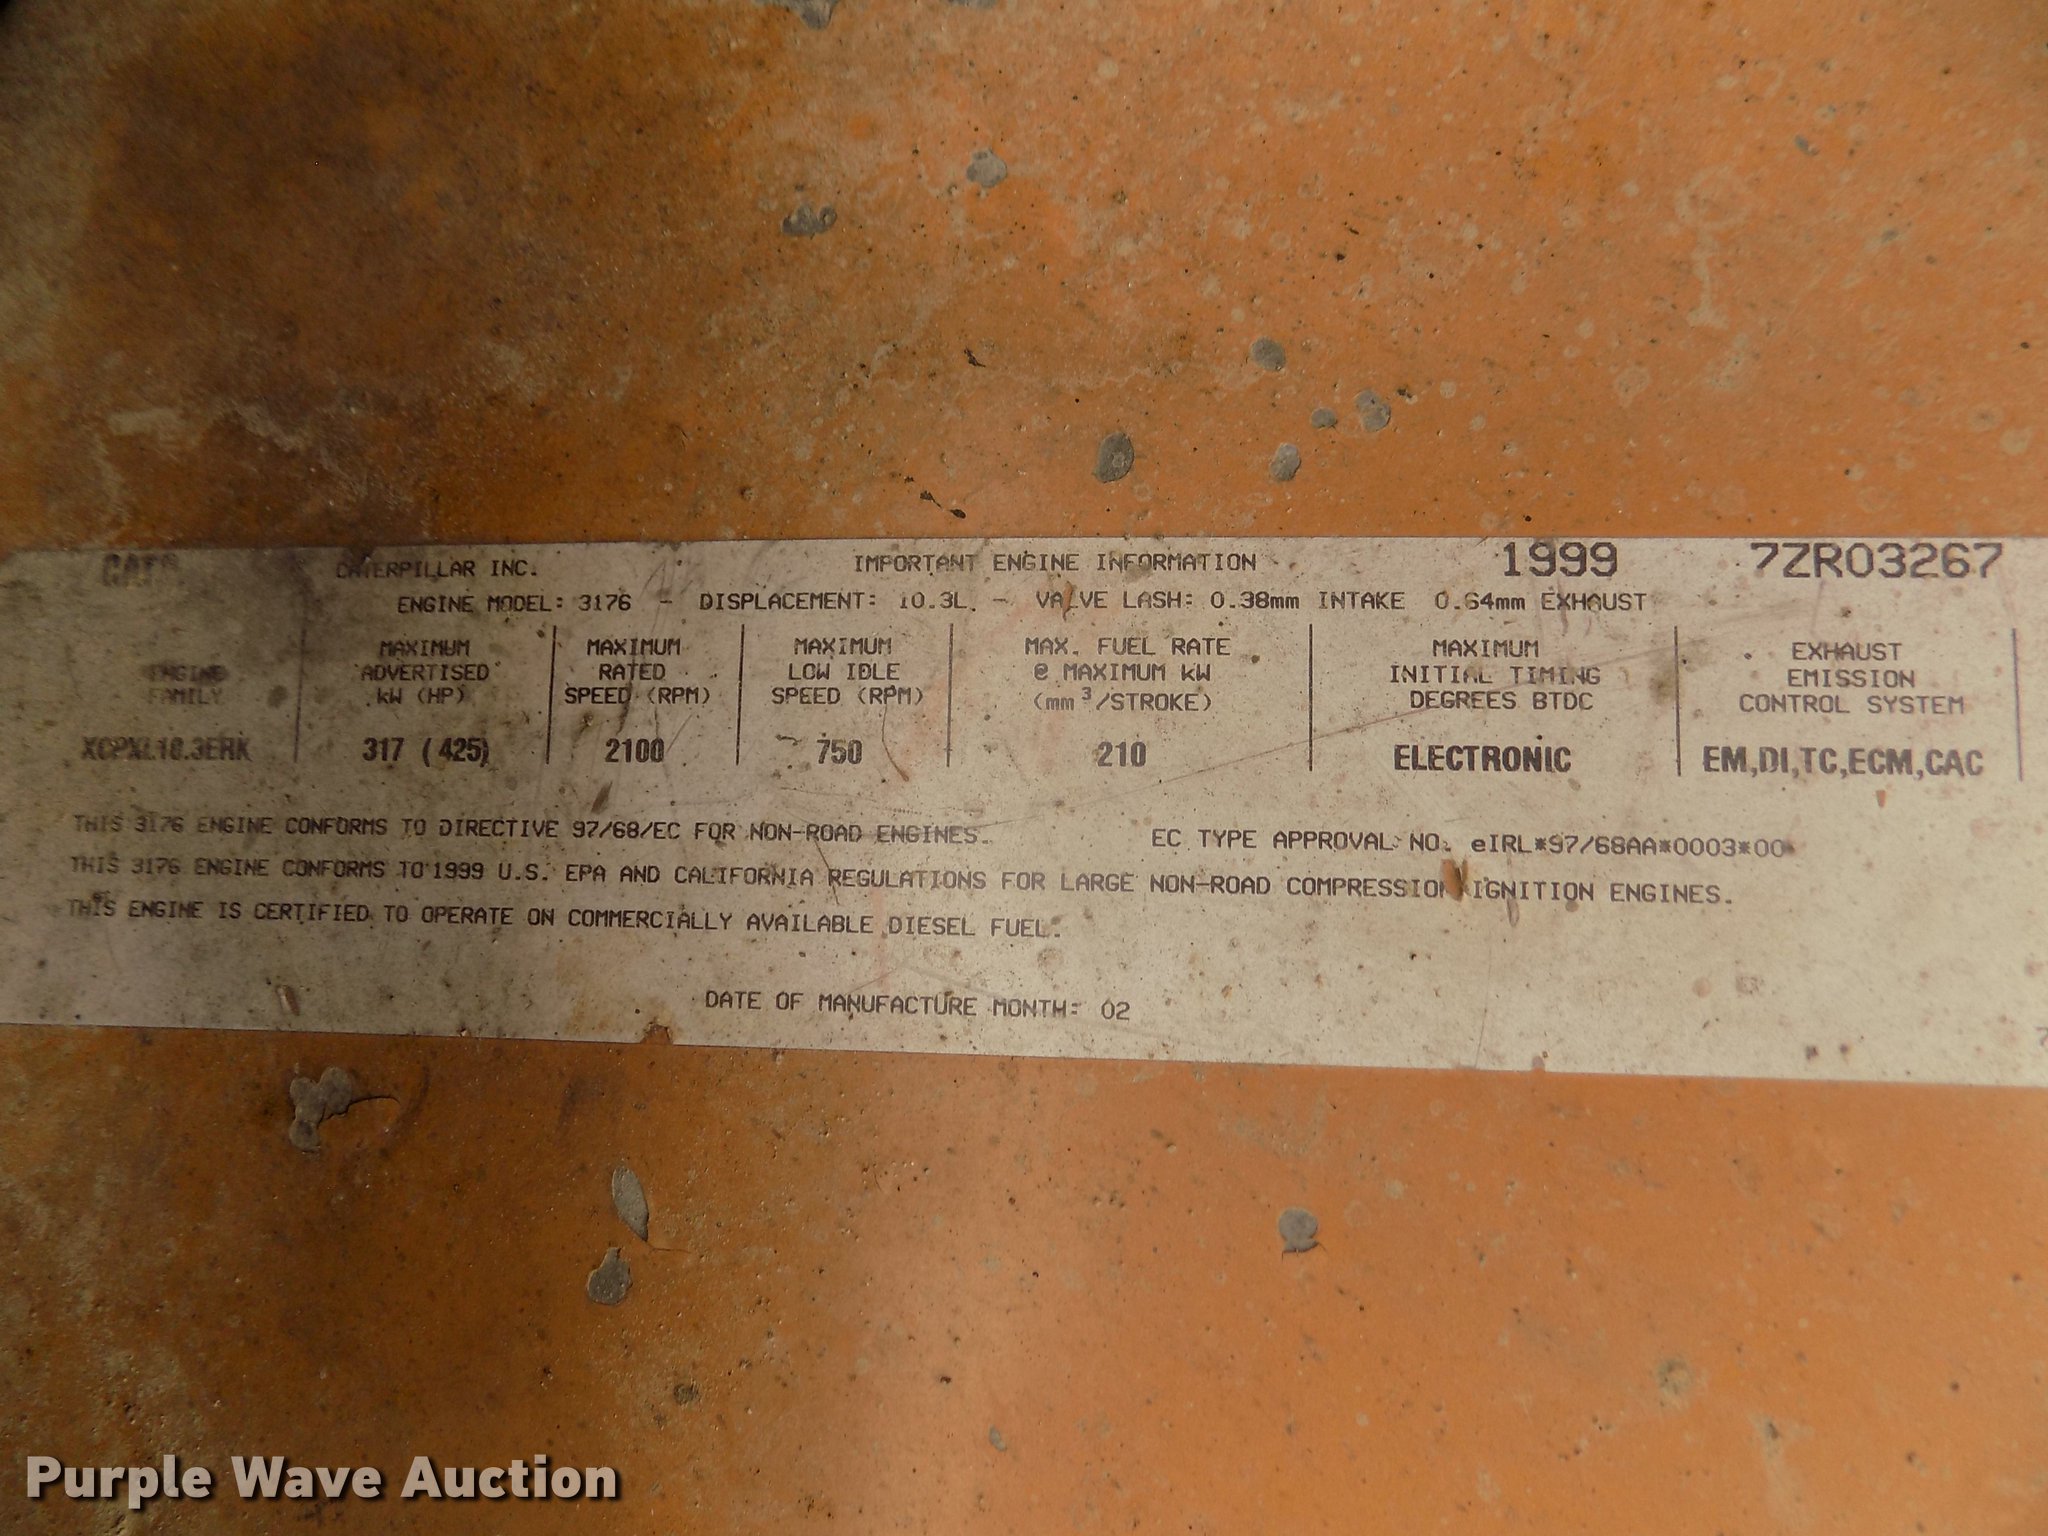 CAT®
CATERPILLAR INC. IMPORTANT ENGINE INFORMATION 1999 7ZR03267
ENGINE MODEL: 3176 - DISPLACEMENT: 10.3L - VALVE LASH: 0.38mm INTAKE 0.64mm EXHAUST
ENGINE
FAMILY
XCPXL10.3ERK
MAXIMUM
ADVERTISED
kW (HP)
317 (425)
MAXIMUM
RATED
SPEED (RPM)
2100
MAXIMUM
LOW IDLE
SPEED (RPM)
750
MAX. FUEL RATE
@ MAXIMUM kW
(mm³/STROKE)
210
MAXIMUM
INITIAL TIMING
DEGREES BTDC
ELECTRONIC
EXHAUST
EMISSION
CONTROL SYSTEM
EM,DI,TC,ECM,CAC
THIS 3176 ENGINE CONFORMS TO DIRECTIVE 97/68/EC FOR NON-ROAD ENGINES. EC TYPE APPROVAL NO. eIRL*97/68AA*0003*00
THIS 3176 ENGINE CONFORMS TO 1999 U.S. EPA AND CALIFORNIA REGULATIONS FOR LARGE NON-ROAD COMPRESSION IGNITION ENGINES.
THIS ENGINE IS CERTIFIED TO OPERATE ON COMMERCIALLY AVAILABLE DIESEL FUEL.
DATE OF MANUFACTURE MONTH: 02
Purple Wave Auction